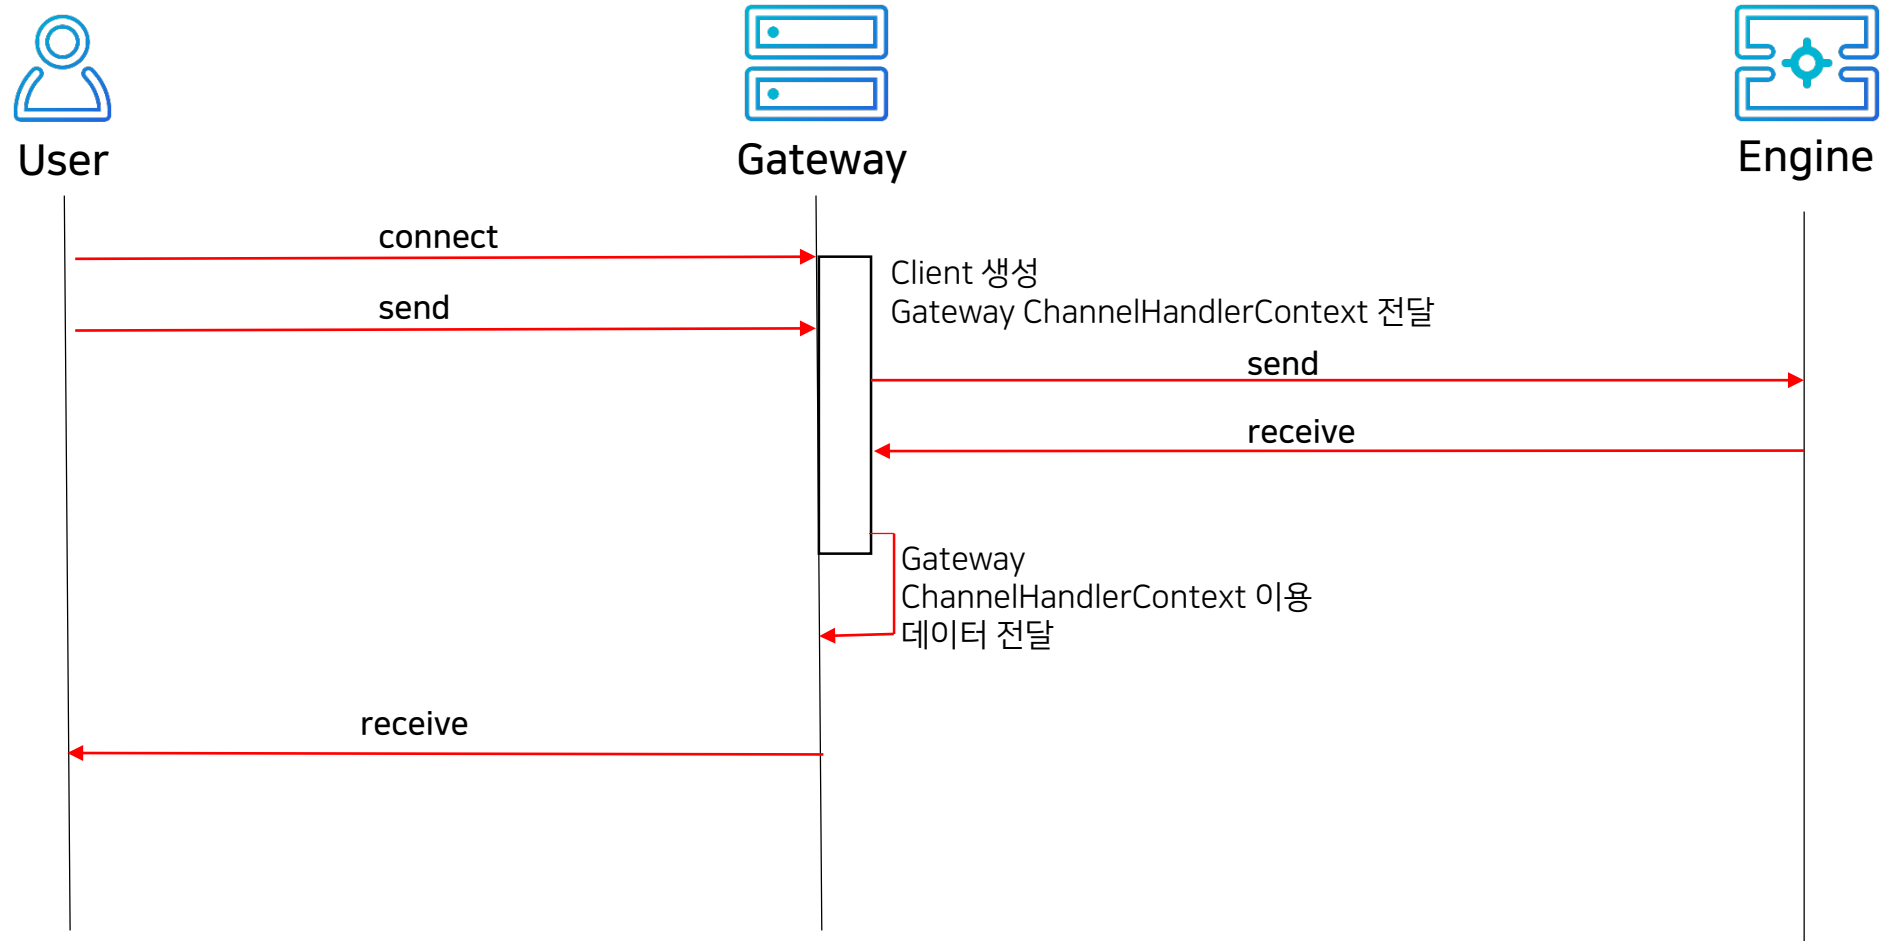 User
Gateway
Engine
connect
Client 생성
send
Gateway ChannelHandlerContext 전달
send
receive
Gateway
ChannelHandlerContext 이용
데이터 전달
receive